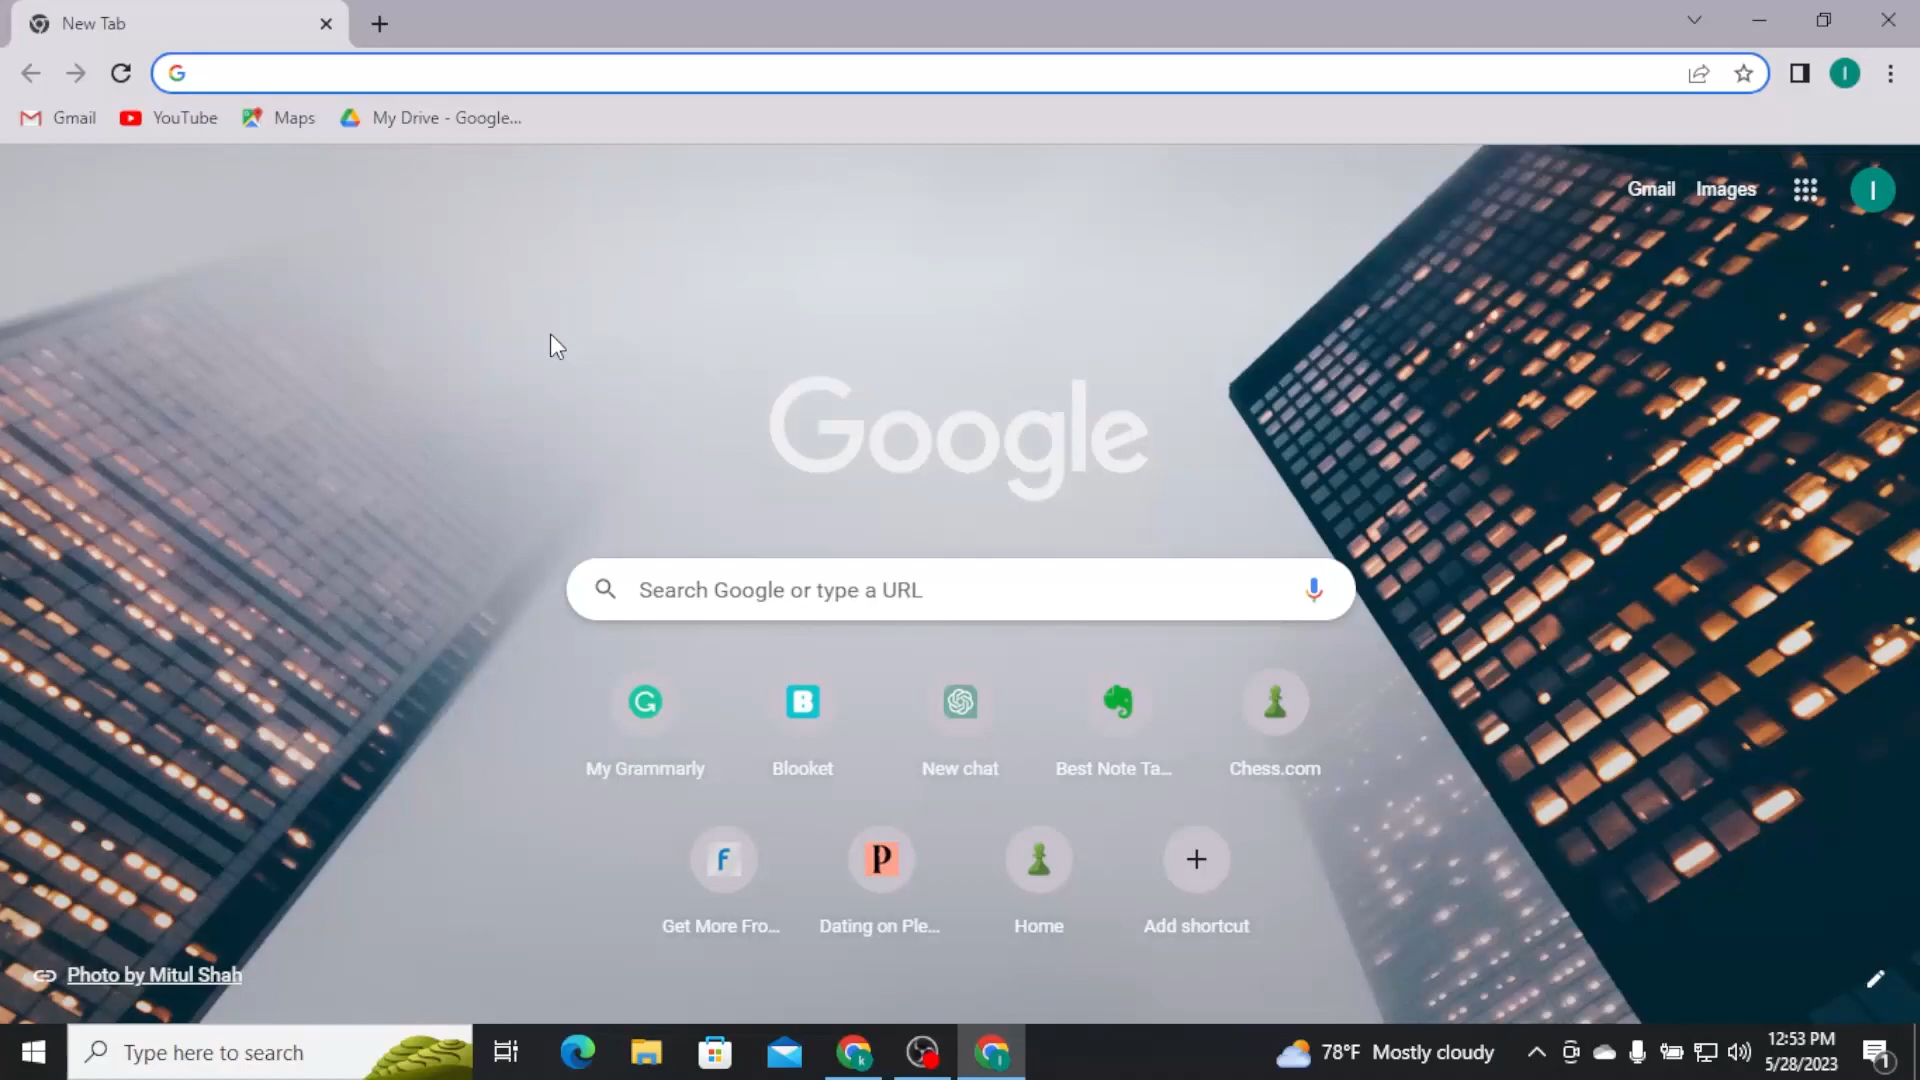 New Tab
Gmail
YouTube
Maps
My Drive - Google...
Gmail
Images
I
I
Google
Search Google or type a URL
My Grammarly
Blooket
New chat
Best Note Ta...
Chess.com
Get More Fro...
Dating on Ple...
Home
Add shortcut
Photo by Mitul Shah
Type here to search
78°F Mostly cloudy
12:53 PM
5/28/2023
1